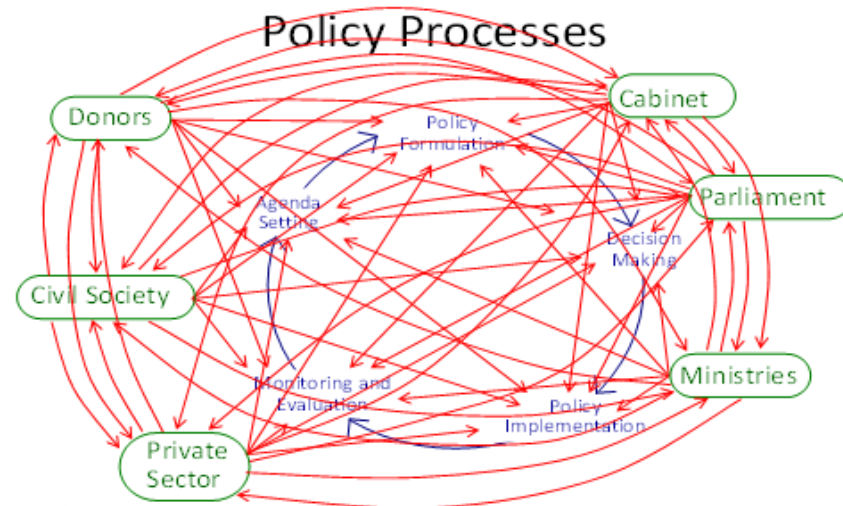 Policy Processes
Donors
Cabinet
Policy
Formulation
Agenda
Setting
Parliament
Decision
Making
Civil Society
Monitoring and
Evaluation
Policy
Implementation
Ministries
Private
Sector